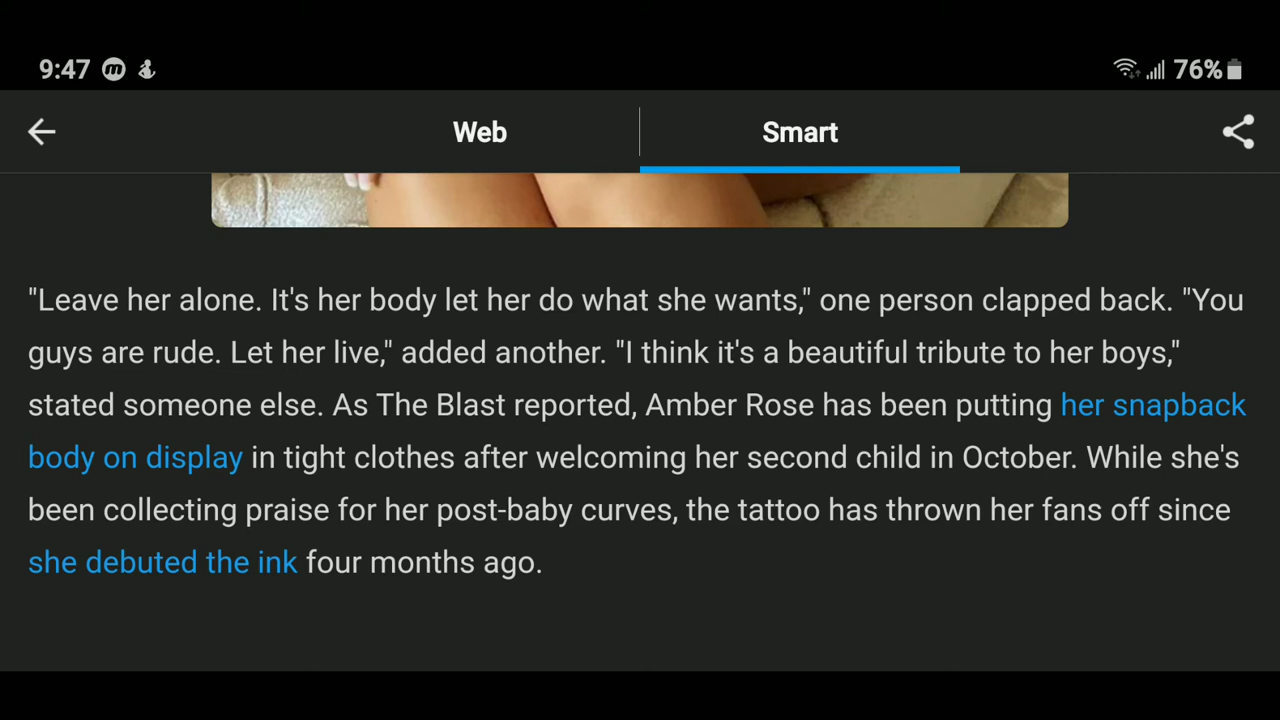 9:47
76%
Web
Smart
"Leave her alone. It's her body let her do what she wants," one person clapped back. "You
guys are rude. Let her live," added another. "I think it's a beautiful tribute to her boys,"
stated someone else. As The Blast reported, Amber Rose has been putting her snapback
body on display in tight clothes after welcoming her second child in October. While she's
been collecting praise for her post-baby curves, the tattoo has thrown her fans off since
she debuted the ink four months ago.